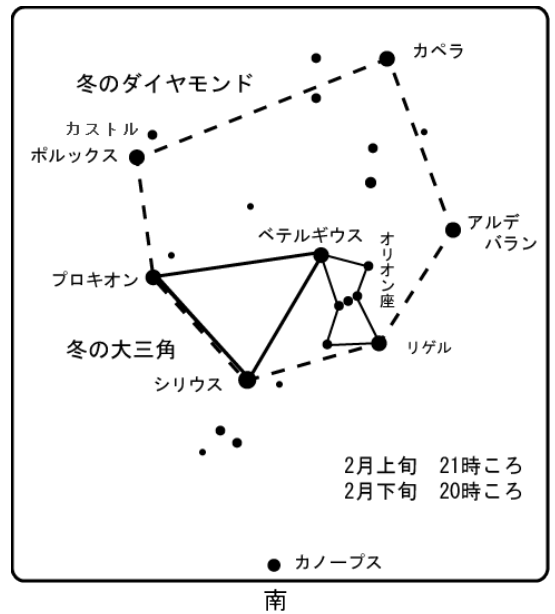 カペラ
冬のダイヤモンド
カストル
ポルックス
アルデ
バラン
ベテルギウス
オリオン座
プロキオン
冬の大三角
リゲル
シリウス
2月上旬 21時ころ
2月下旬 20時ころ
カノープス
南